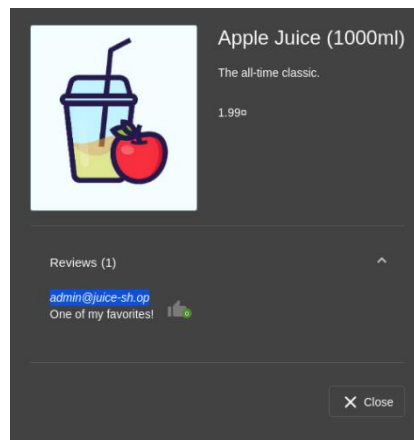 Apple Juice (1000ml)
The all-time classic.
1.99¤
Reviews (1)
admin@juice-sh.op
One of my favorites!
0
Close